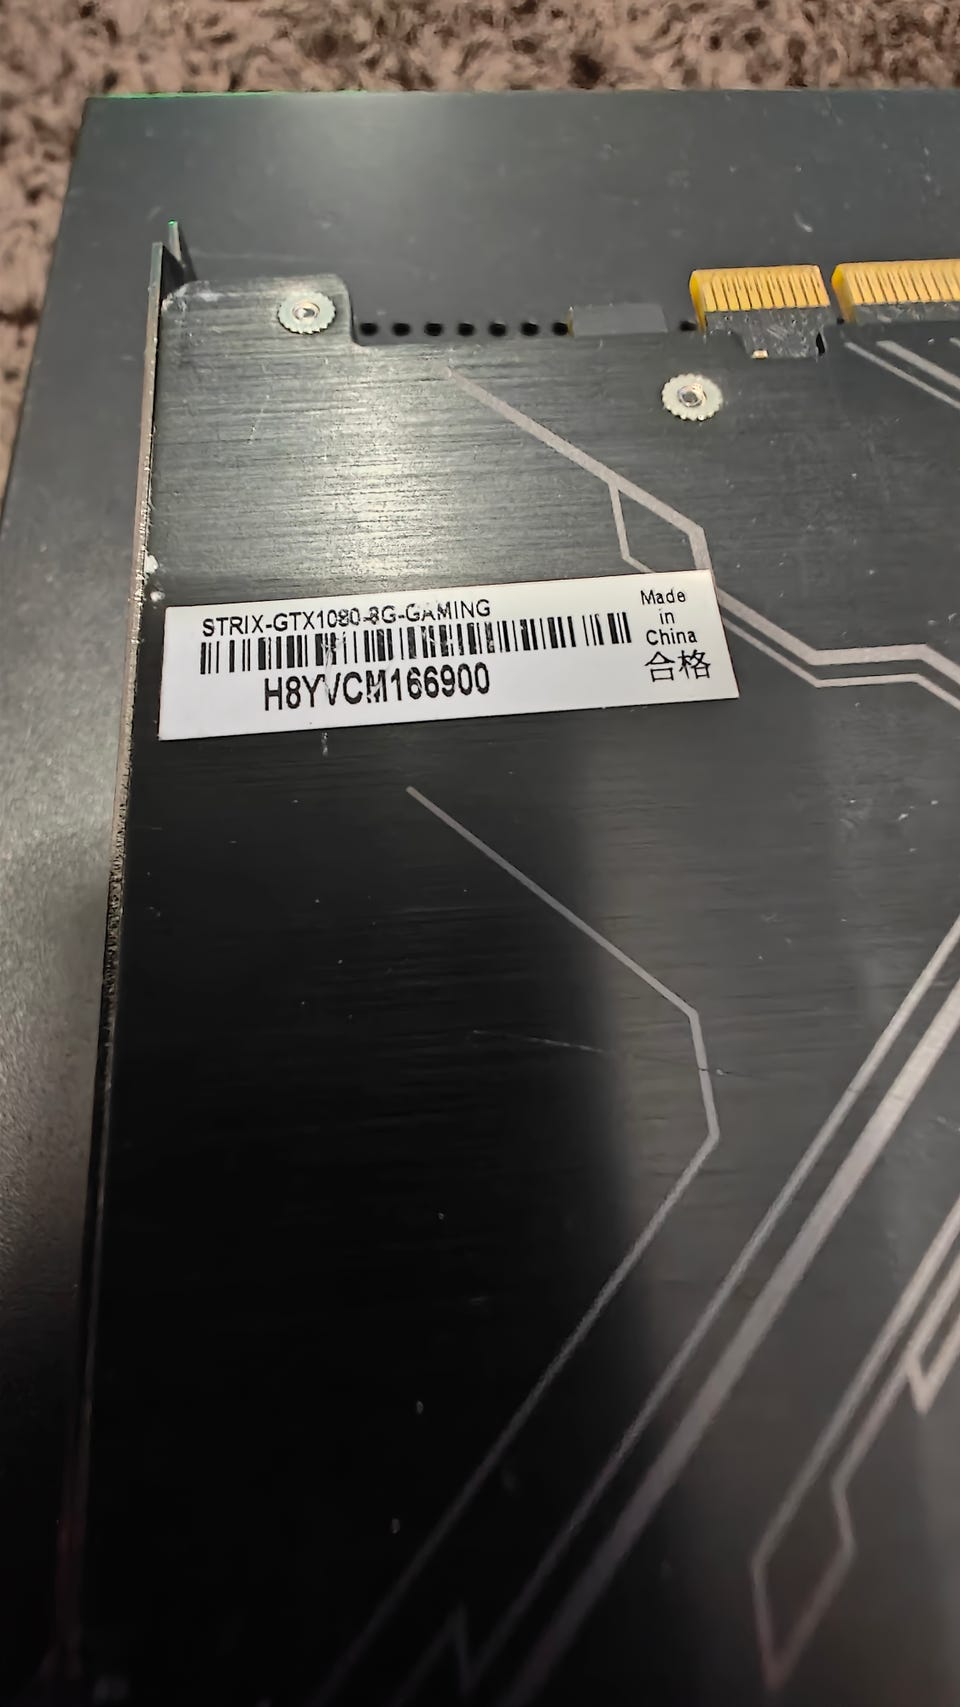 STRIX-GTX1080-8G-GAMING
H8YVCM166900
Made
in
China
合格